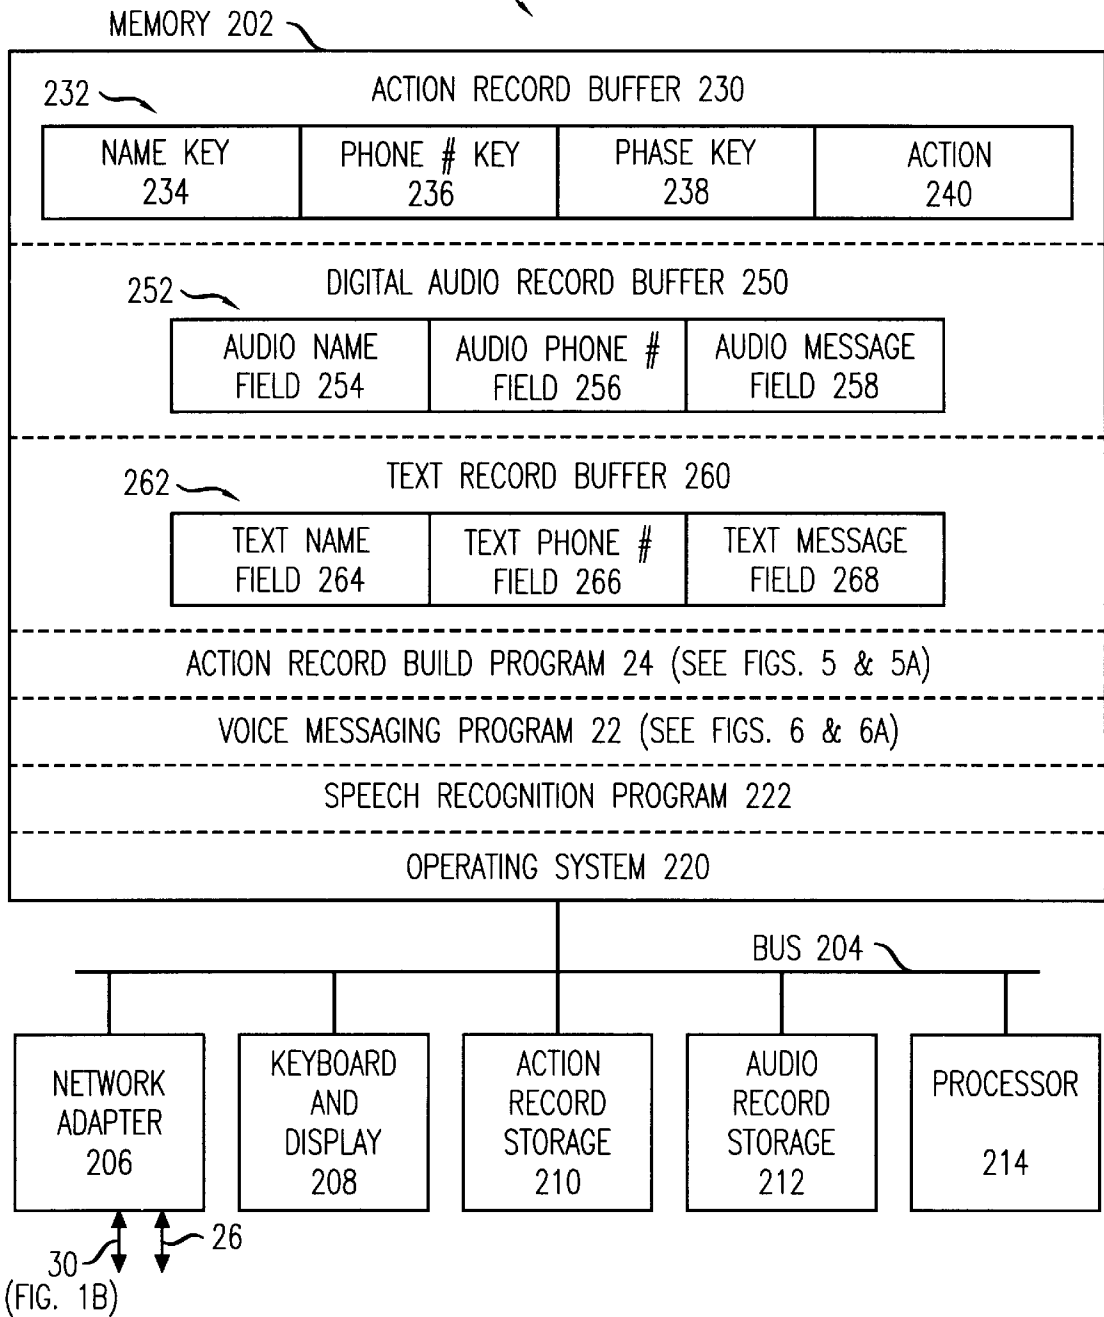 MEMORY 202
ACTION RECORD BUFFER 230
232
NAME KEY
234
PHONE # KEY
236
PHASE KEY
238
ACTION
240
DIGITAL AUDIO RECORD BUFFER 250
252
AUDIO NAME
FIELD 254
AUDIO PHONE #
FIELD 256
AUDIO MESSAGE
FIELD 258
TEXT RECORD BUFFER 260
262
TEXT NAME
FIELD 264
TEXT PHONE #
FIELD 266
TEXT MESSAGE
FIELD 268
ACTION RECORD BUILD PROGRAM 24 (SEE FIGS. 5 & 5A)
VOICE MESSAGING PROGRAM 22 (SEE FIGS. 6 & 6A)
SPEECH RECOGNITION PROGRAM 222
OPERATING SYSTEM 220
BUS 204
NETWORK
ADAPTER
206
KEYBOARD
AND
DISPLAY
208
ACTION
RECORD
STORAGE
210
AUDIO
RECORD
STORAGE
212
PROCESSOR
214
30
26
(FIG. 1B)